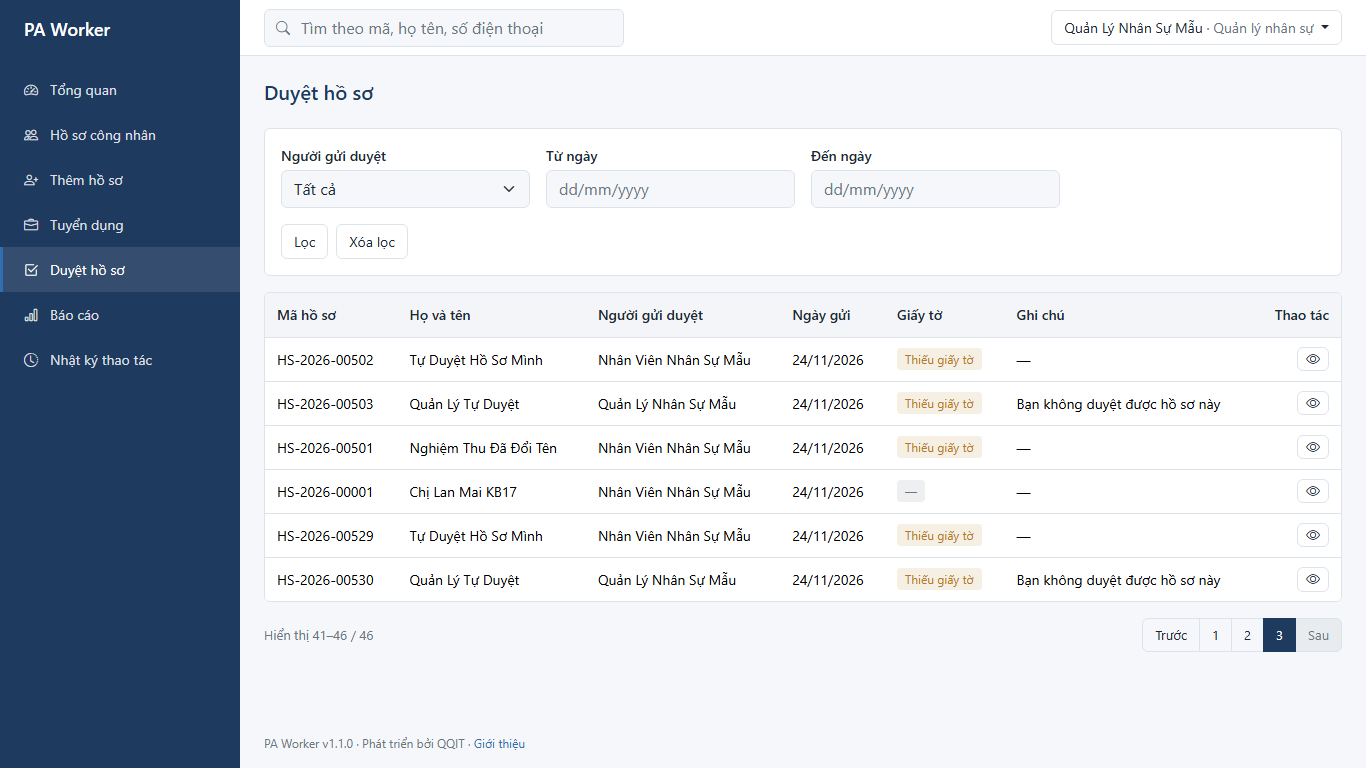 PA Worker
Tìm theo mã, họ tên, số điện thoại
Quản Lý Nhân Sự Mẫu · Quản lý nhân sự
Tổng quan
Hồ sơ công nhân
Thêm hồ sơ
Tuyển dụng
Duyệt hồ sơ
Báo cáo
Nhật ký thao tác
Duyệt hồ sơ
Người gửi duyệt Từ ngày Đến ngày
Tất cả dd/mm/yyyy dd/mm/yyyy
Lọc Xóa lọc
Mã hồ sơ Họ và tên Người gửi duyệt Ngày gửi Giấy tờ Ghi chú Thao tác
HS-2026-00502 Tự Duyệt Hồ Sơ Mình Nhân Viên Nhân Sự Mẫu 24/11/2026 Thiếu giấy tờ —
HS-2026-00503 Quản Lý Tự Duyệt Quản Lý Nhân Sự Mẫu 24/11/2026 Thiếu giấy tờ Bạn không duyệt được hồ sơ này
HS-2026-00501 Nghiệm Thu Đã Đổi Tên Nhân Viên Nhân Sự Mẫu 24/11/2026 Thiếu giấy tờ —
HS-2026-00001 Chị Lan Mai KB17 Nhân Viên Nhân Sự Mẫu 24/11/2026 — —
HS-2026-00529 Tự Duyệt Hồ Sơ Mình Nhân Viên Nhân Sự Mẫu 24/11/2026 Thiếu giấy tờ —
HS-2026-00530 Quản Lý Tự Duyệt Quản Lý Nhân Sự Mẫu 24/11/2026 Thiếu giấy tờ Bạn không duyệt được hồ sơ này
Hiển thị 41–46 / 46 Trước 1 2 3 Sau
PA Worker v1.1.0 · Phát triển bởi QQIT · Giới thiệu